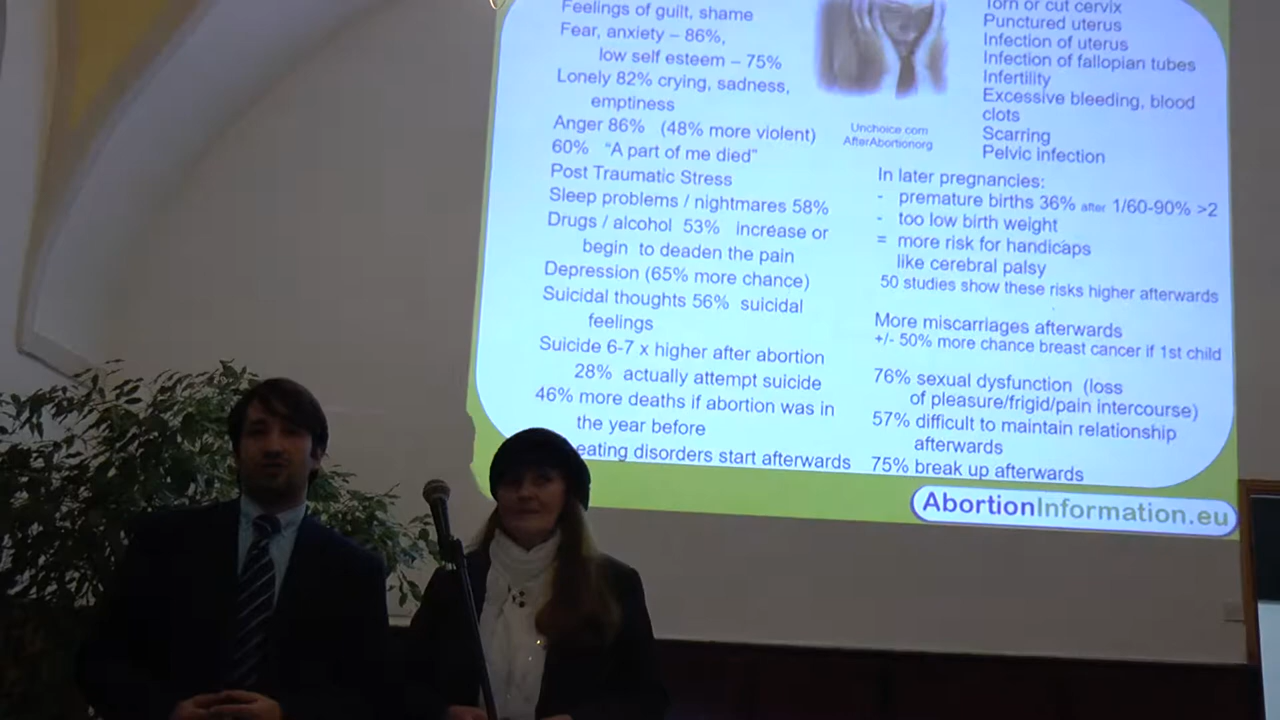 Feelings of guilt, shame
Fear, anxiety – 86%,
low self esteem – 75%
Lonely 82% crying, sadness,
emptiness
Anger 86% (48% more violent)
60% “A part of me died”
Post Traumatic Stress
Sleep problems / nightmares 58%
Drugs / alcohol 53% increase or
begin to deaden the pain
Depression (65% more chance)
Suicidal thoughts 56% suicidal
feelings
Suicide 6-7 x higher after abortion
28% actually attempt suicide
46% more deaths if abortion was in
the year before
eating disorders start afterwards
Unchoice com
AfterAbortionorg
Torn or cut cervix
Punctured uterus
Infection of uterus
Infection of fallopian tubes
Infertility
Excessive bleeding, blood
clots
Scarring
Pelvic infection
In later pregnancies:
- premature births 36% after 1/60-90% >2
- too low birth weight
= more risk for handicaps
like cerebral palsy
50 studies show these risks higher afterwards
More miscarriages afterwards
+/- 50% more chance breast cancer if 1st child
76% sexual dysfunction (loss
of pleasure/frigid/pain intercourse)
57% difficult to maintain relationship
afterwards
75% break up afterwards
AbortionInformation.eu